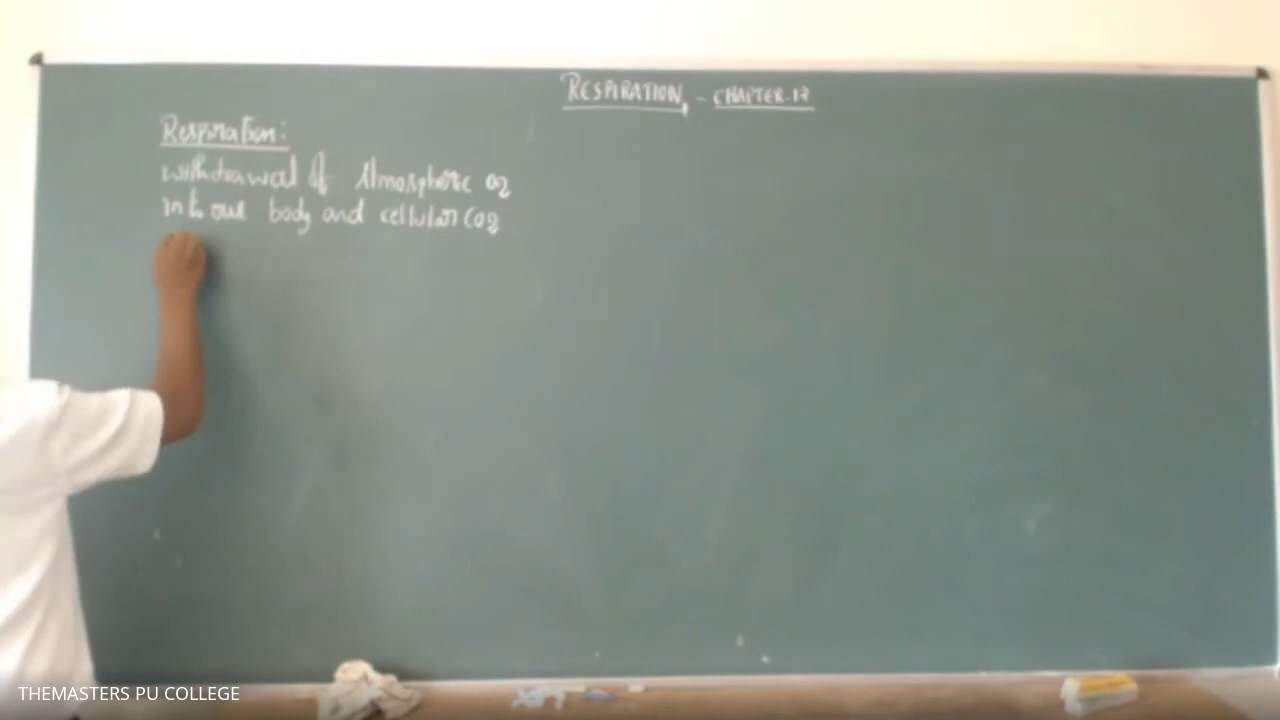 RESPIRATION, - CHAPTER-17
Respiration:
withdrawal of Atmospheric O2
into our body and cellular CO2
THEMASTERS PU COLLEGE